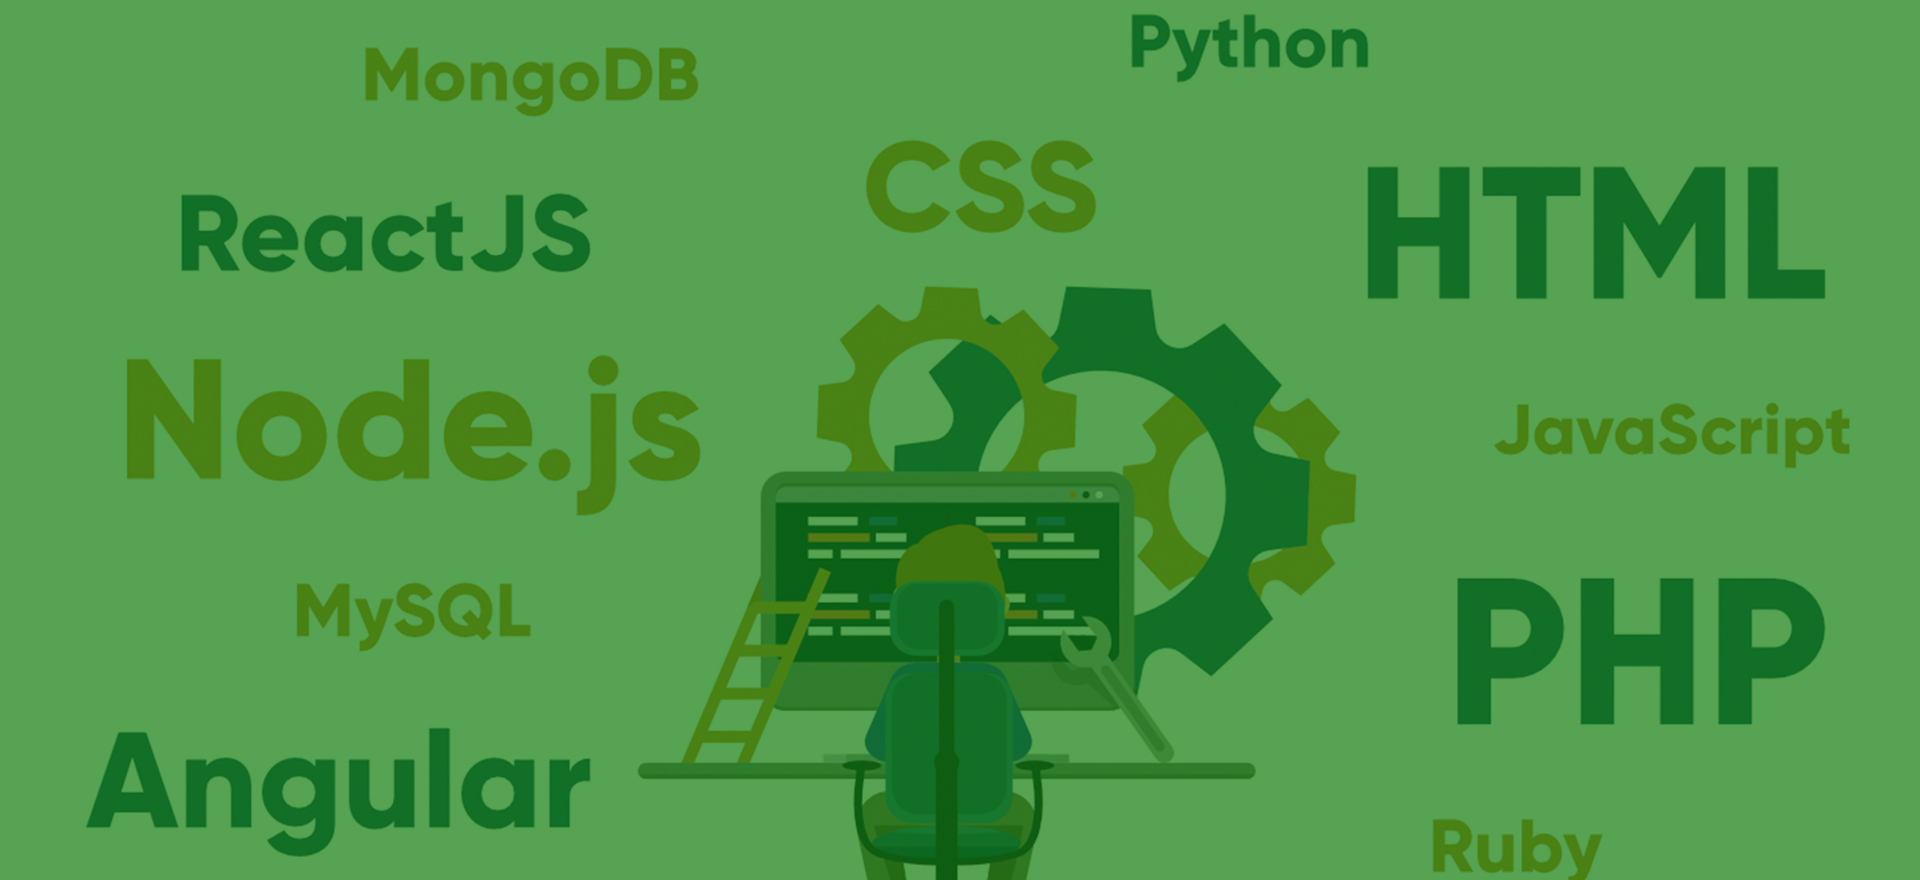 MongoDB
Python
CSS
ReactJS
HTML
Node.js
JavaScript
MySQL
PHP
Angular
Ruby